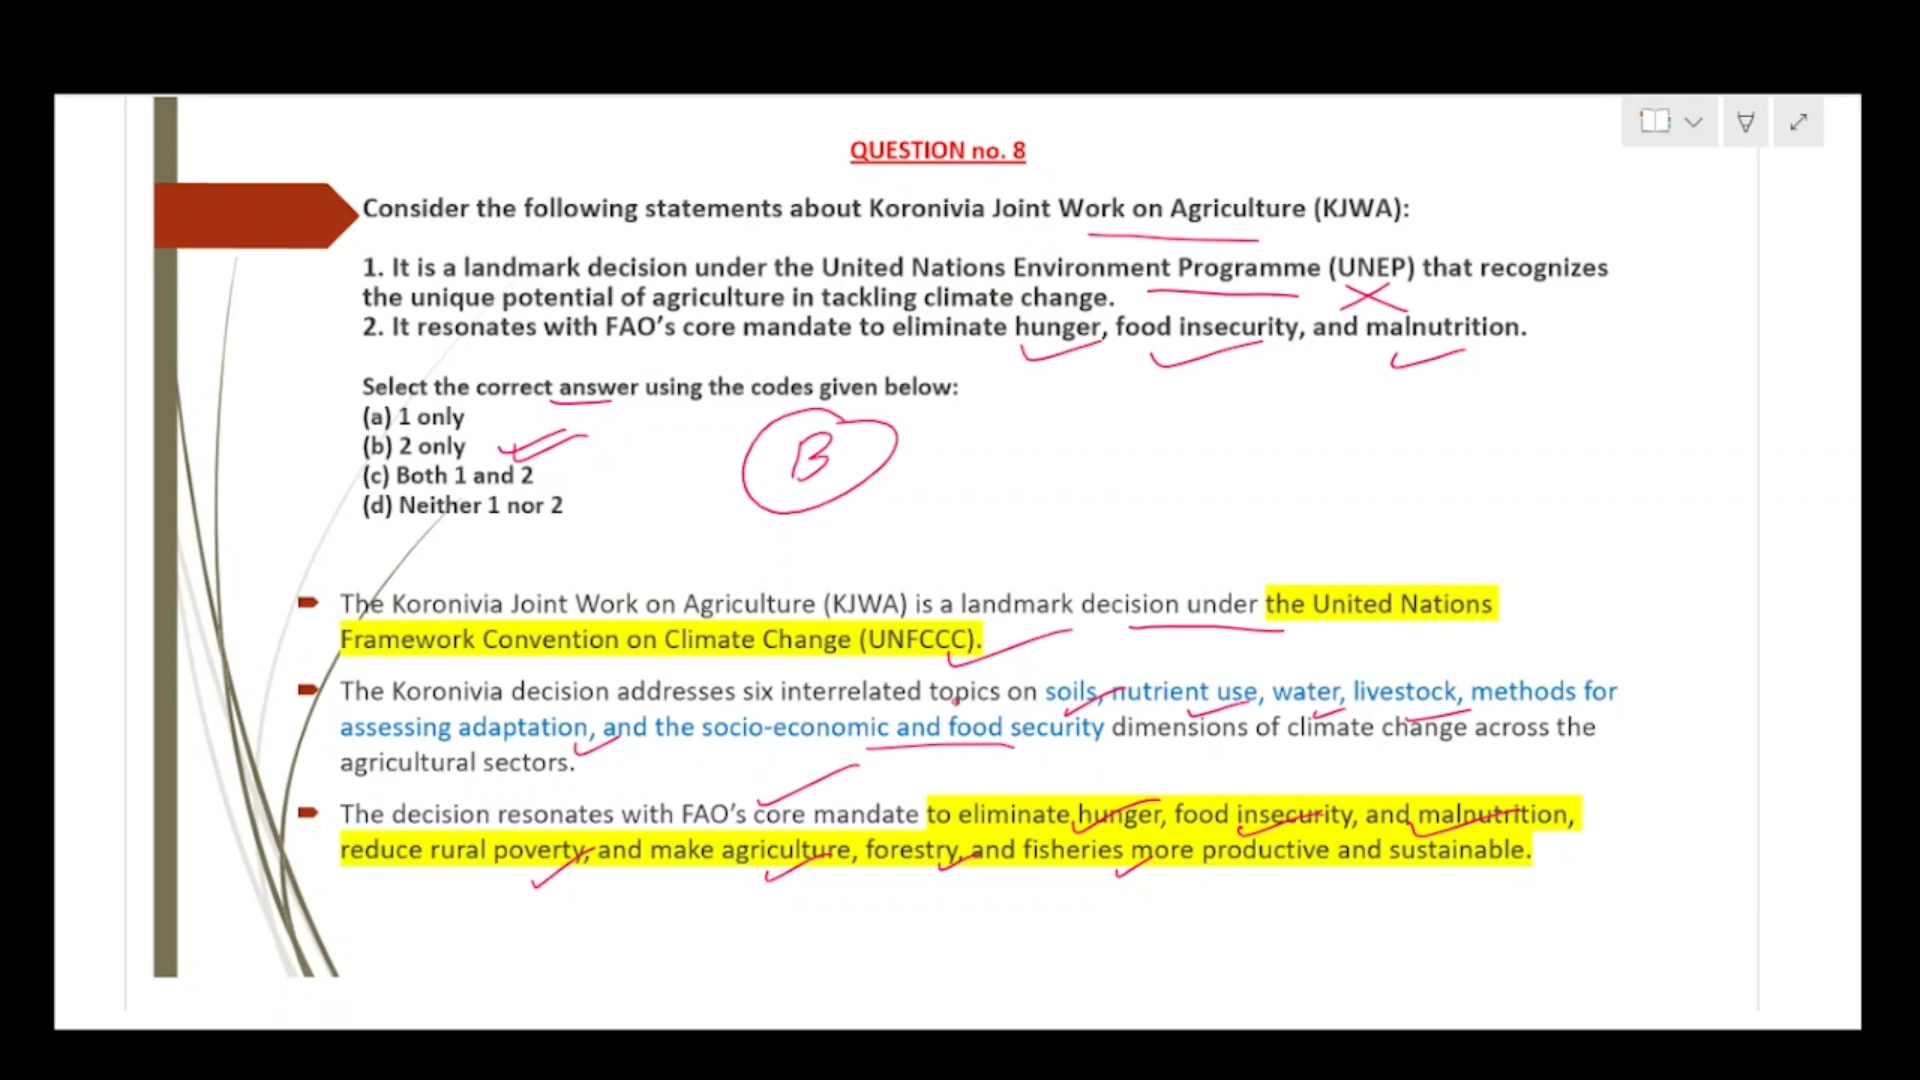 QUESTION no. 8
Consider the following statements about Koronivia Joint Work on Agriculture (KJWA):
1. It is a landmark decision under the United Nations Environment Programme (UNEP) that recognizes
the unique potential of agriculture in tackling climate change.
2. It resonates with FAO’s core mandate to eliminate hunger, food insecurity, and malnutrition.
Select the correct answer using the codes given below:
(a) 1 only
(b) 2 only
B
(c) Both 1 and 2
(d) Neither 1 nor 2
The Koronivia Joint Work on Agriculture (KJWA) is a landmark decision under the United Nations
Framework Convention on Climate Change (UNFCCC).
The Koronivia decision addresses six interrelated topics on soils, nutrient use, water, livestock, methods for
assessing adaptation, and the socio-economic and food security dimensions of climate change across the
agricultural sectors.
The decision resonates with FAO’s core mandate to eliminate hunger, food insecurity, and malnutrition,
reduce rural poverty, and make agriculture, forestry, and fisheries more productive and sustainable.